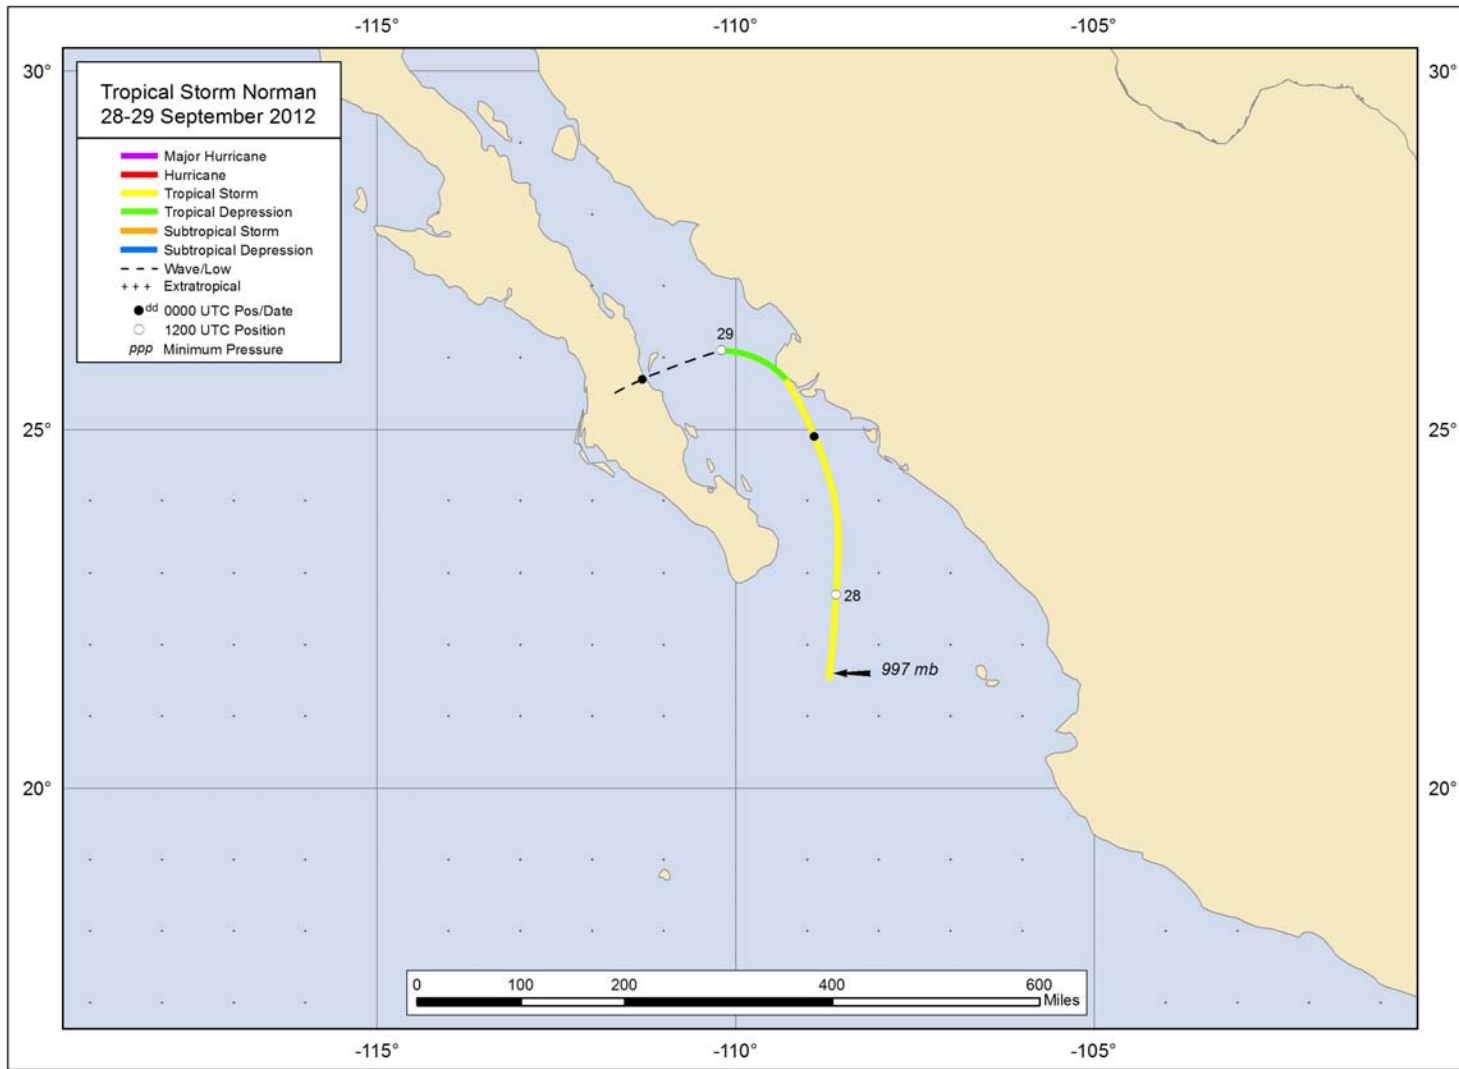 -115° -110° -105°
30° 30°
Tropical Storm Norman
28-29 September 2012
Major Hurricane
Hurricane
Tropical Storm
Tropical Depression
Subtropical Storm
Subtropical Depression
Wave/Low
+++ Extratropical
dd 0000 UTC Pos/Date
1200 UTC Position
ppp Minimum Pressure
29
25° 25°
28
997 mb
20° 20°
0 100 200 400 600
Miles
-115° -110° -105°